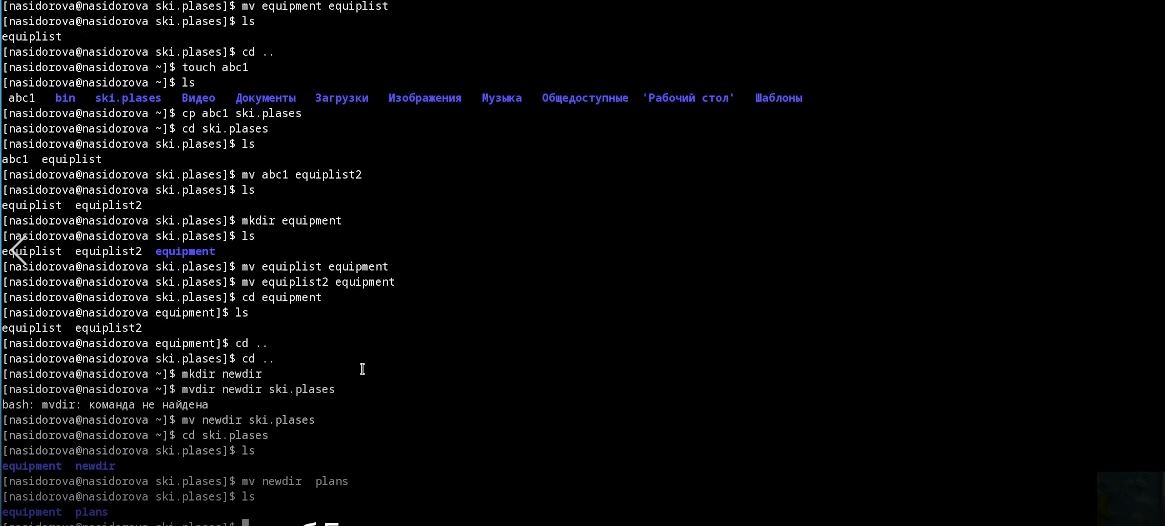 [nasidorova@nasidorova ski.plases]$ mv equipment equiplist
[nasidorova@nasidorova ski.plases]$ ls
equiplist
[nasidorova@nasidorova ski.plases]$ cd ..
[nasidorova@nasidorova ~]$ touch abc1
[nasidorova@nasidorova ~]$ ls
abc1 bin ski.plases Видео Документы Загрузки Изображения Музыка Общедоступные 'Рабочий стол' Шаблоны
[nasidorova@nasidorova ~]$ cp abc1 ski.plases
[nasidorova@nasidorova ~]$ cd ski.plases
[nasidorova@nasidorova ski.plases]$ ls
abc1 equiplist
[nasidorova@nasidorova ski.plases]$ mv abc1 equiplist2
[nasidorova@nasidorova ski.plases]$ ls
equiplist equiplist2
[nasidorova@nasidorova ski.plases]$ mkdir equipment
[nasidorova@nasidorova ski.plases]$ ls
equiplist equiplist2 equipment
[nasidorova@nasidorova ski.plases]$ mv equiplist equipment
[nasidorova@nasidorova ski.plases]$ mv equiplist2 equipment
[nasidorova@nasidorova ski.plases]$ cd equipment
[nasidorova@nasidorova equipment]$ ls
equiplist equiplist2
[nasidorova@nasidorova equipment]$ cd ..
[nasidorova@nasidorova ski.plases]$ cd ..
[nasidorova@nasidorova ~]$ mkdir newdir
[nasidorova@nasidorova ~]$ mvdir newdir ski.plases
bash: mvdir: команда не найдена
[nasidorova@nasidorova ~]$ mv newdir ski.plases
[nasidorova@nasidorova ~]$ cd ski.plases
[nasidorova@nasidorova ski.plases]$ ls
equipment newdir
[nasidorova@nasidorova ski.plases]$ mv newdir plans
[nasidorova@nasidorova ski.plases]$ ls
equipment plans
[nasidorova@nasidorova ski.plases]$